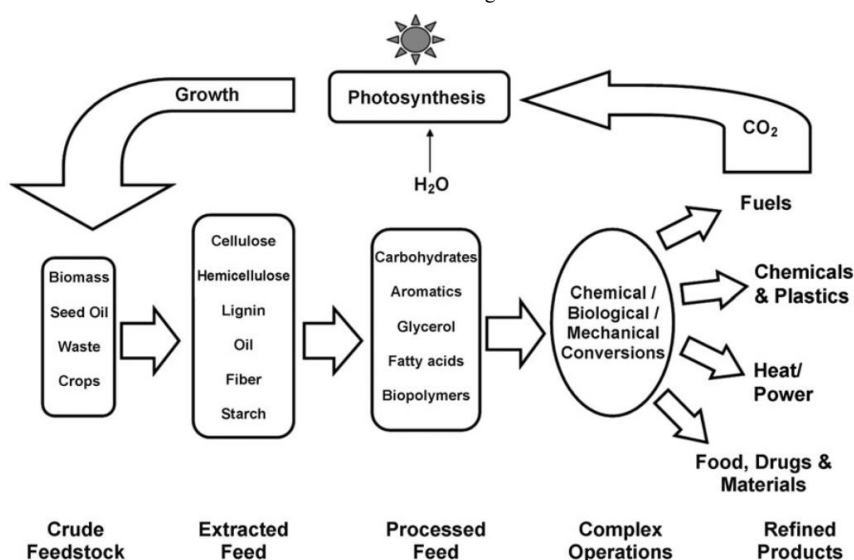 Growth
Photosynthesis
CO₂
H₂O
Biomass
Seed Oil
Waste
Crops
Cellulose
Hemicellulose
Lignin
Oil
Fiber
Starch
Carbohydrates
Aromatics
Glycerol
Fatty acids
Biopolymers
Chemical /
Biological /
Mechanical
Conversions
Fuels
Chemicals
& Plastics
Heat/
Power
Food, Drugs &
Materials
Crude
Feedstock
Extracted
Feed
Processed
Feed
Complex
Operations
Refined
Products